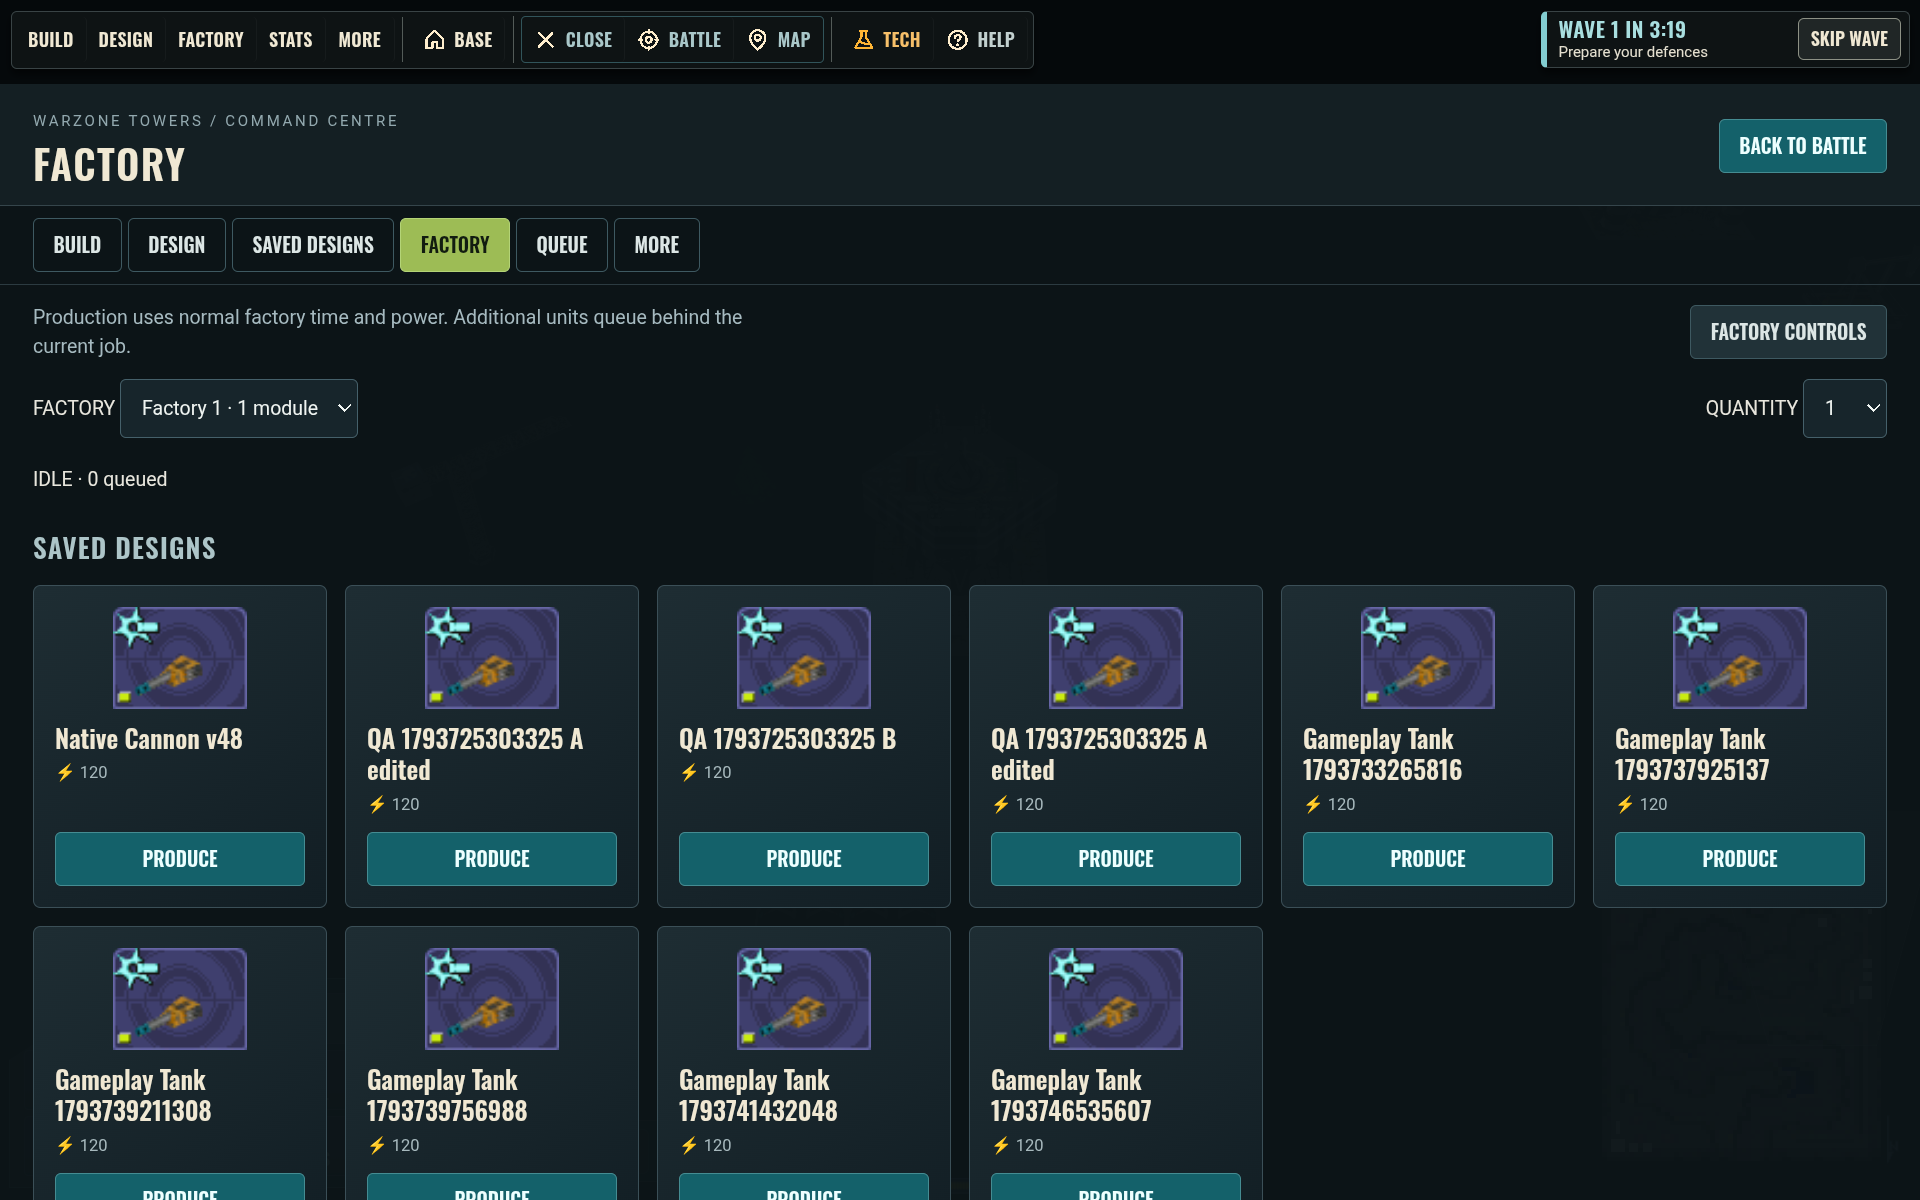 BUILD DESIGN FACTORY STATS MORE BASE CLOSE BATTLE MAP TECH HELP
WAVE 1 IN 3:19
Prepare your defences
SKIP WAVE
WARZONE TOWERS / COMMAND CENTRE
FACTORY
BACK TO BATTLE
BUILD DESIGN SAVED DESIGNS FACTORY QUEUE MORE
Production uses normal factory time and power. Additional units queue behind the
current job.
FACTORY CONTROLS
FACTORY Factory 1 · 1 module
QUANTITY 1
IDLE · 0 queued
SAVED DESIGNS
Native Cannon v48
⚡ 120
PRODUCE
QA 1793725303325 A
edited
⚡ 120
PRODUCE
QA 1793725303325 B
⚡ 120
PRODUCE
QA 1793725303325 A
edited
⚡ 120
PRODUCE
Gameplay Tank
1793733265816
⚡ 120
PRODUCE
Gameplay Tank
1793737925137
⚡ 120
PRODUCE
Gameplay Tank
1793739211308
⚡ 120
PRODUCE
Gameplay Tank
1793739756988
⚡ 120
PRODUCE
Gameplay Tank
1793741432048
⚡ 120
PRODUCE
Gameplay Tank
1793746535607
⚡ 120
PRODUCE